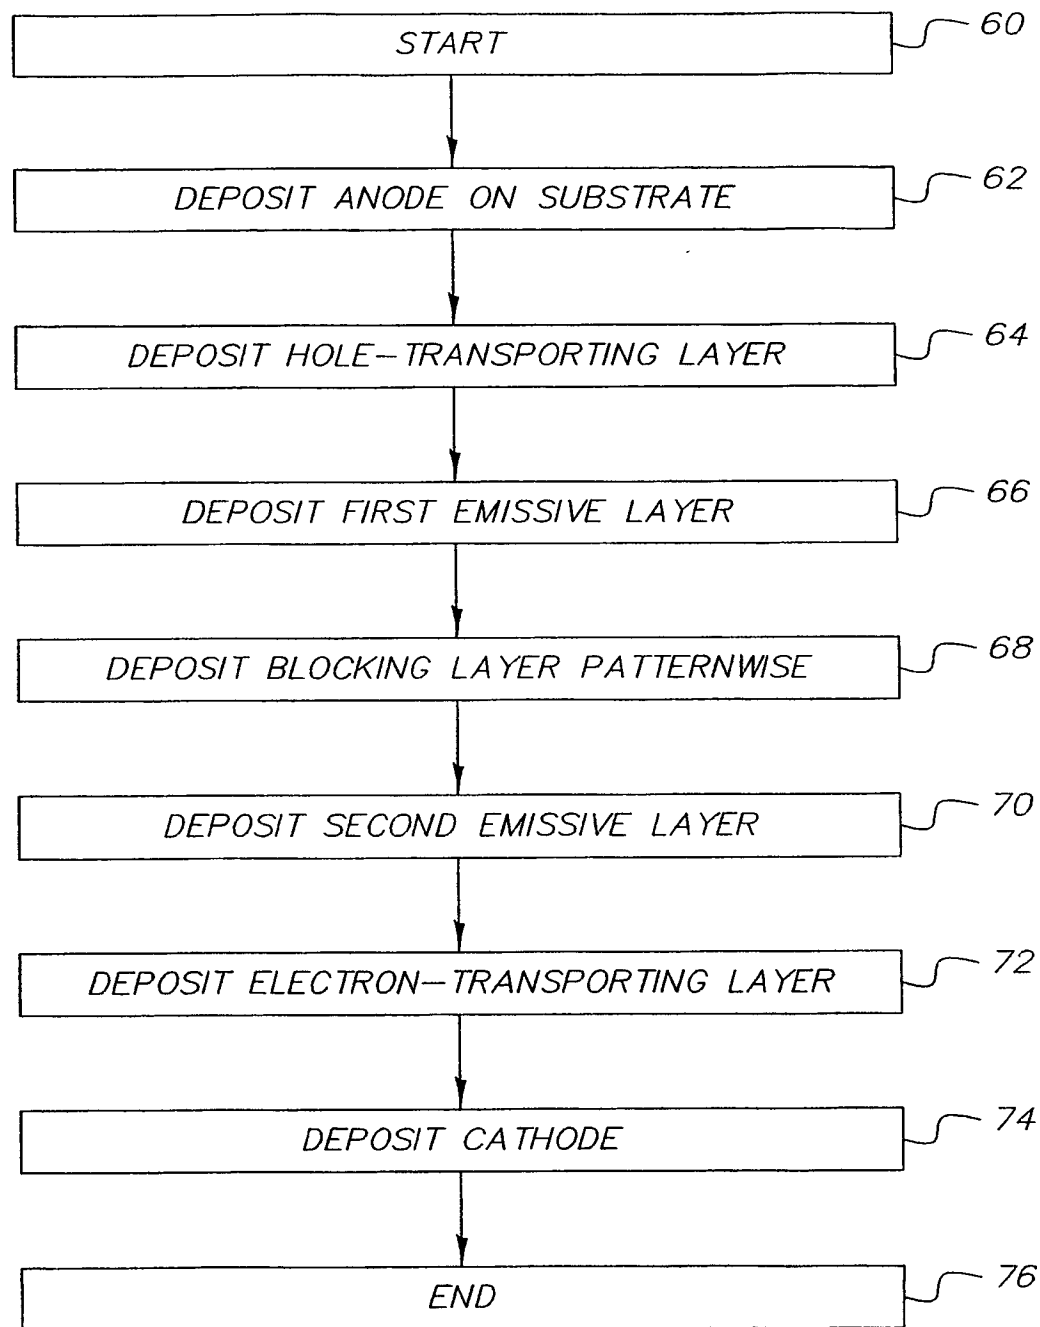 START 60
DEPOSIT ANODE ON SUBSTRATE 62
DEPOSIT HOLE-TRANSPORTING LAYER 64
DEPOSIT FIRST EMISSIVE LAYER 66
DEPOSIT BLOCKING LAYER PATTERNWISE 68
DEPOSIT SECOND EMISSIVE LAYER 70
DEPOSIT ELECTRON-TRANSPORTING LAYER 72
DEPOSIT CATHODE 74
END 76